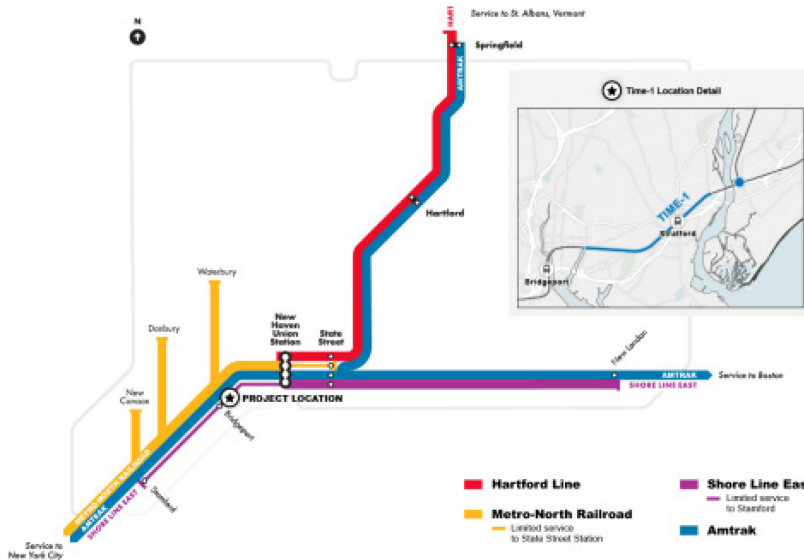 N
HART
Service to St. Albans, Vermont
Springfield
AMTRAK
Time-1 Location Detail
TIME-1
Stratford
Bridgeport
Hartford
Waterbury
Danbury
New
Canaan
New
Haven
Union
Station
State
Street
New London
AMTRAK
Service to Boston
SHORE LINE EAST
PROJECT LOCATION
Bridgeport
Stamford
METRO-NORTH RAILROAD
AMTRAK
SHORE LINE EAST
Service to
New York City
Hartford Line
Metro-North Railroad
Limited service
to State Street Station
Shore Line Eas
Limited service
to Stamford
Amtrak